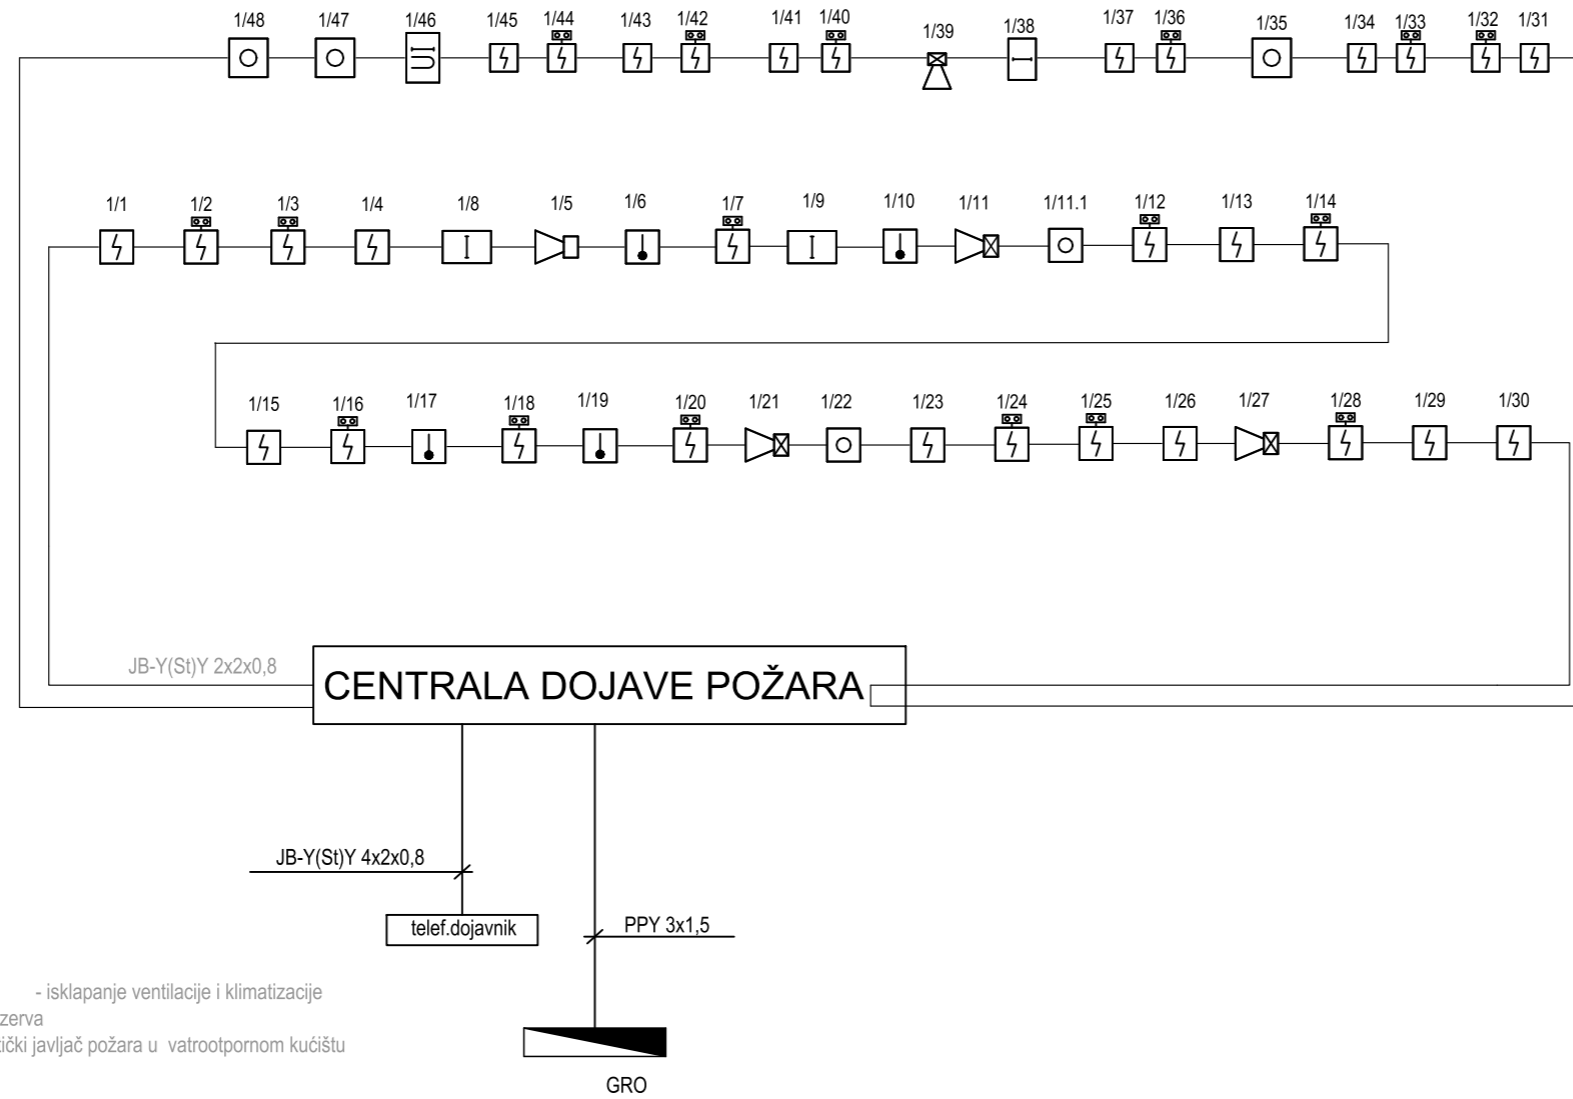 1/48 1/47 1/46 1/45 1/44 1/43 1/42 1/41 1/40 1/39 1/38 1/37 1/36 1/35 1/34 1/33 1/32 1/31
1/1 1/2 1/3 1/4 1/8 1/5 1/6 1/7 1/9 1/10 1/11 1/11.1 1/12 1/13 1/14
1/15 1/16 1/17 1/18 1/19 1/20 1/21 1/22 1/23 1/24 1/25 1/26 1/27 1/28 1/29 1/30
JB-Y(St)Y 2x2x0,8
CENTRALA DOJAVE POŽARA
JB-Y(St)Y 4x2x0,8
telef.dojavnik
PPY 3x1,5
- isklapanje ventilacije i klimatizacije
zerva
tički javljač požara u vatrootpornom kućištu
GRO